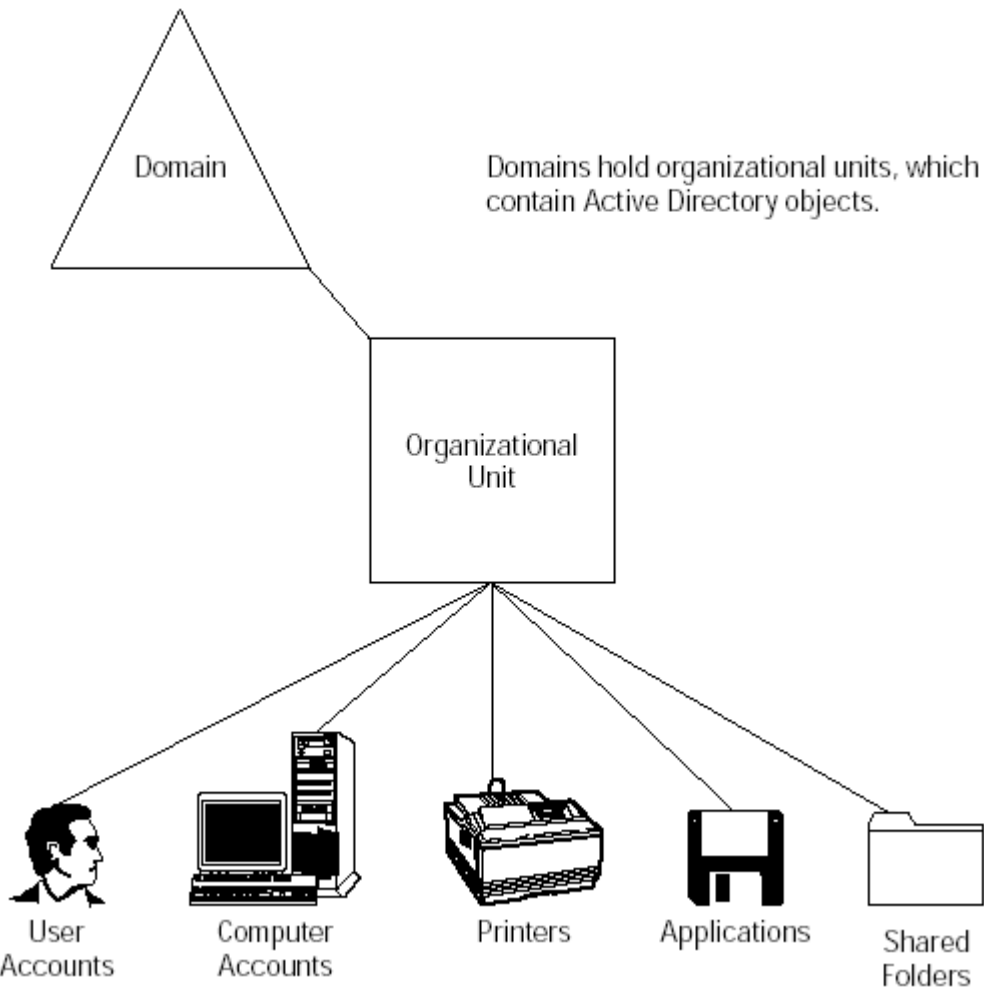 Domain
Domains hold organizational units, which
contain Active Directory objects.
Organizational
Unit
User
Accounts
Computer
Accounts
Printers
Applications
Shared
Folders